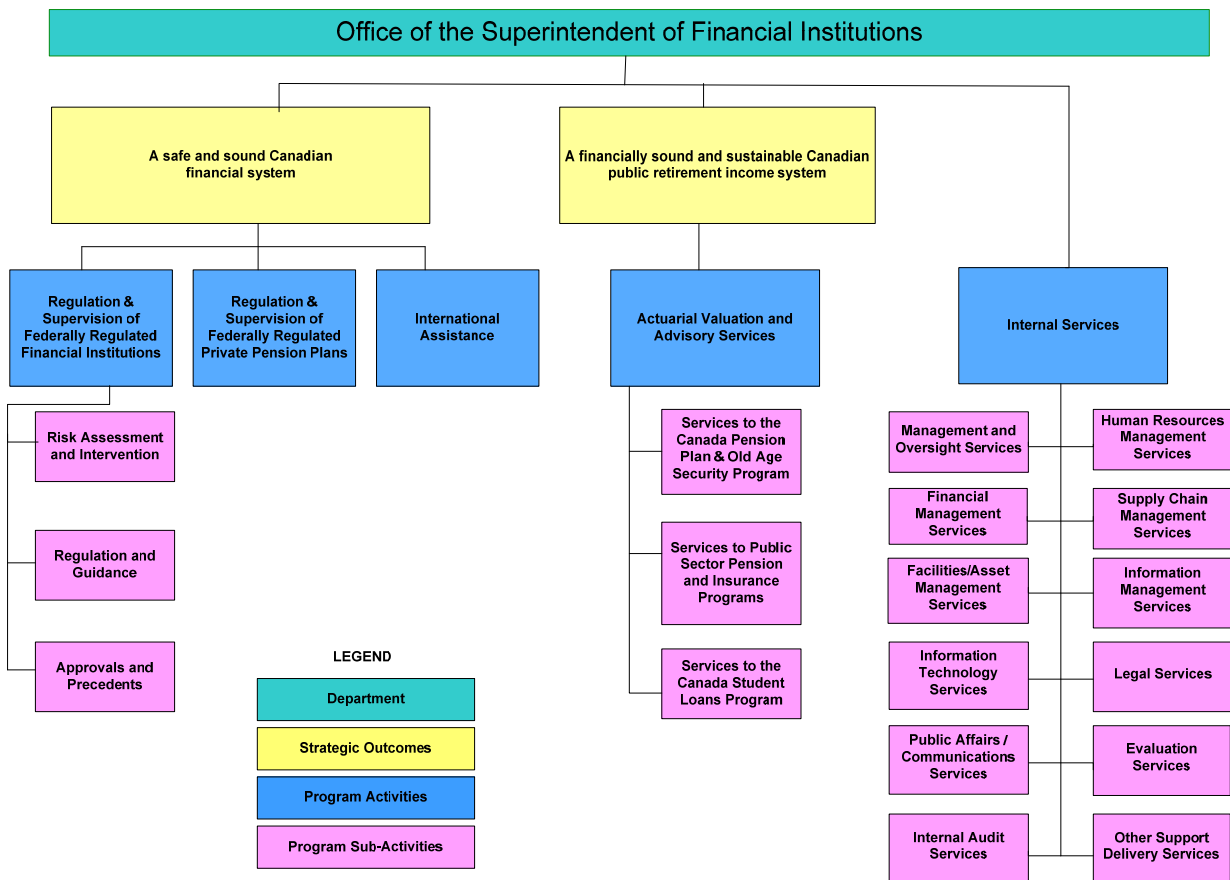 Office of the Superintendent of Financial Institutions
A safe and sound Canadian
financial system
A financially sound and sustainable Canadian
public retirement income system
Regulation &
Supervision of
Federally Regulated
Financial Institutions
Regulation &
Supervision of
Federally Regulated
Private Pension Plans
International
Assistance
Actuarial Valuation and
Advisory Services
Internal Services
Risk Assessment
and Intervention
Regulation and
Guidance
Approvals and
Precedents
Services to the
Canada Pension
Plan & Old Age
Security Program
Services to Public
Sector Pension
and Insurance
Programs
Services to the
Canada Student
Loans Program
Management and
Oversight Services
Human Resources
Management
Services
Financial
Management
Services
Supply Chain
Management
Services
Facilities/Asset
Management
Services
Information
Management
Services
Information
Technology
Services
Legal Services
Public Affairs /
Communications
Services
Evaluation
Services
Internal Audit
Services
Other Support
Delivery Services
LEGEND
Department
Strategic Outcomes
Program Activities
Program Sub-Activities